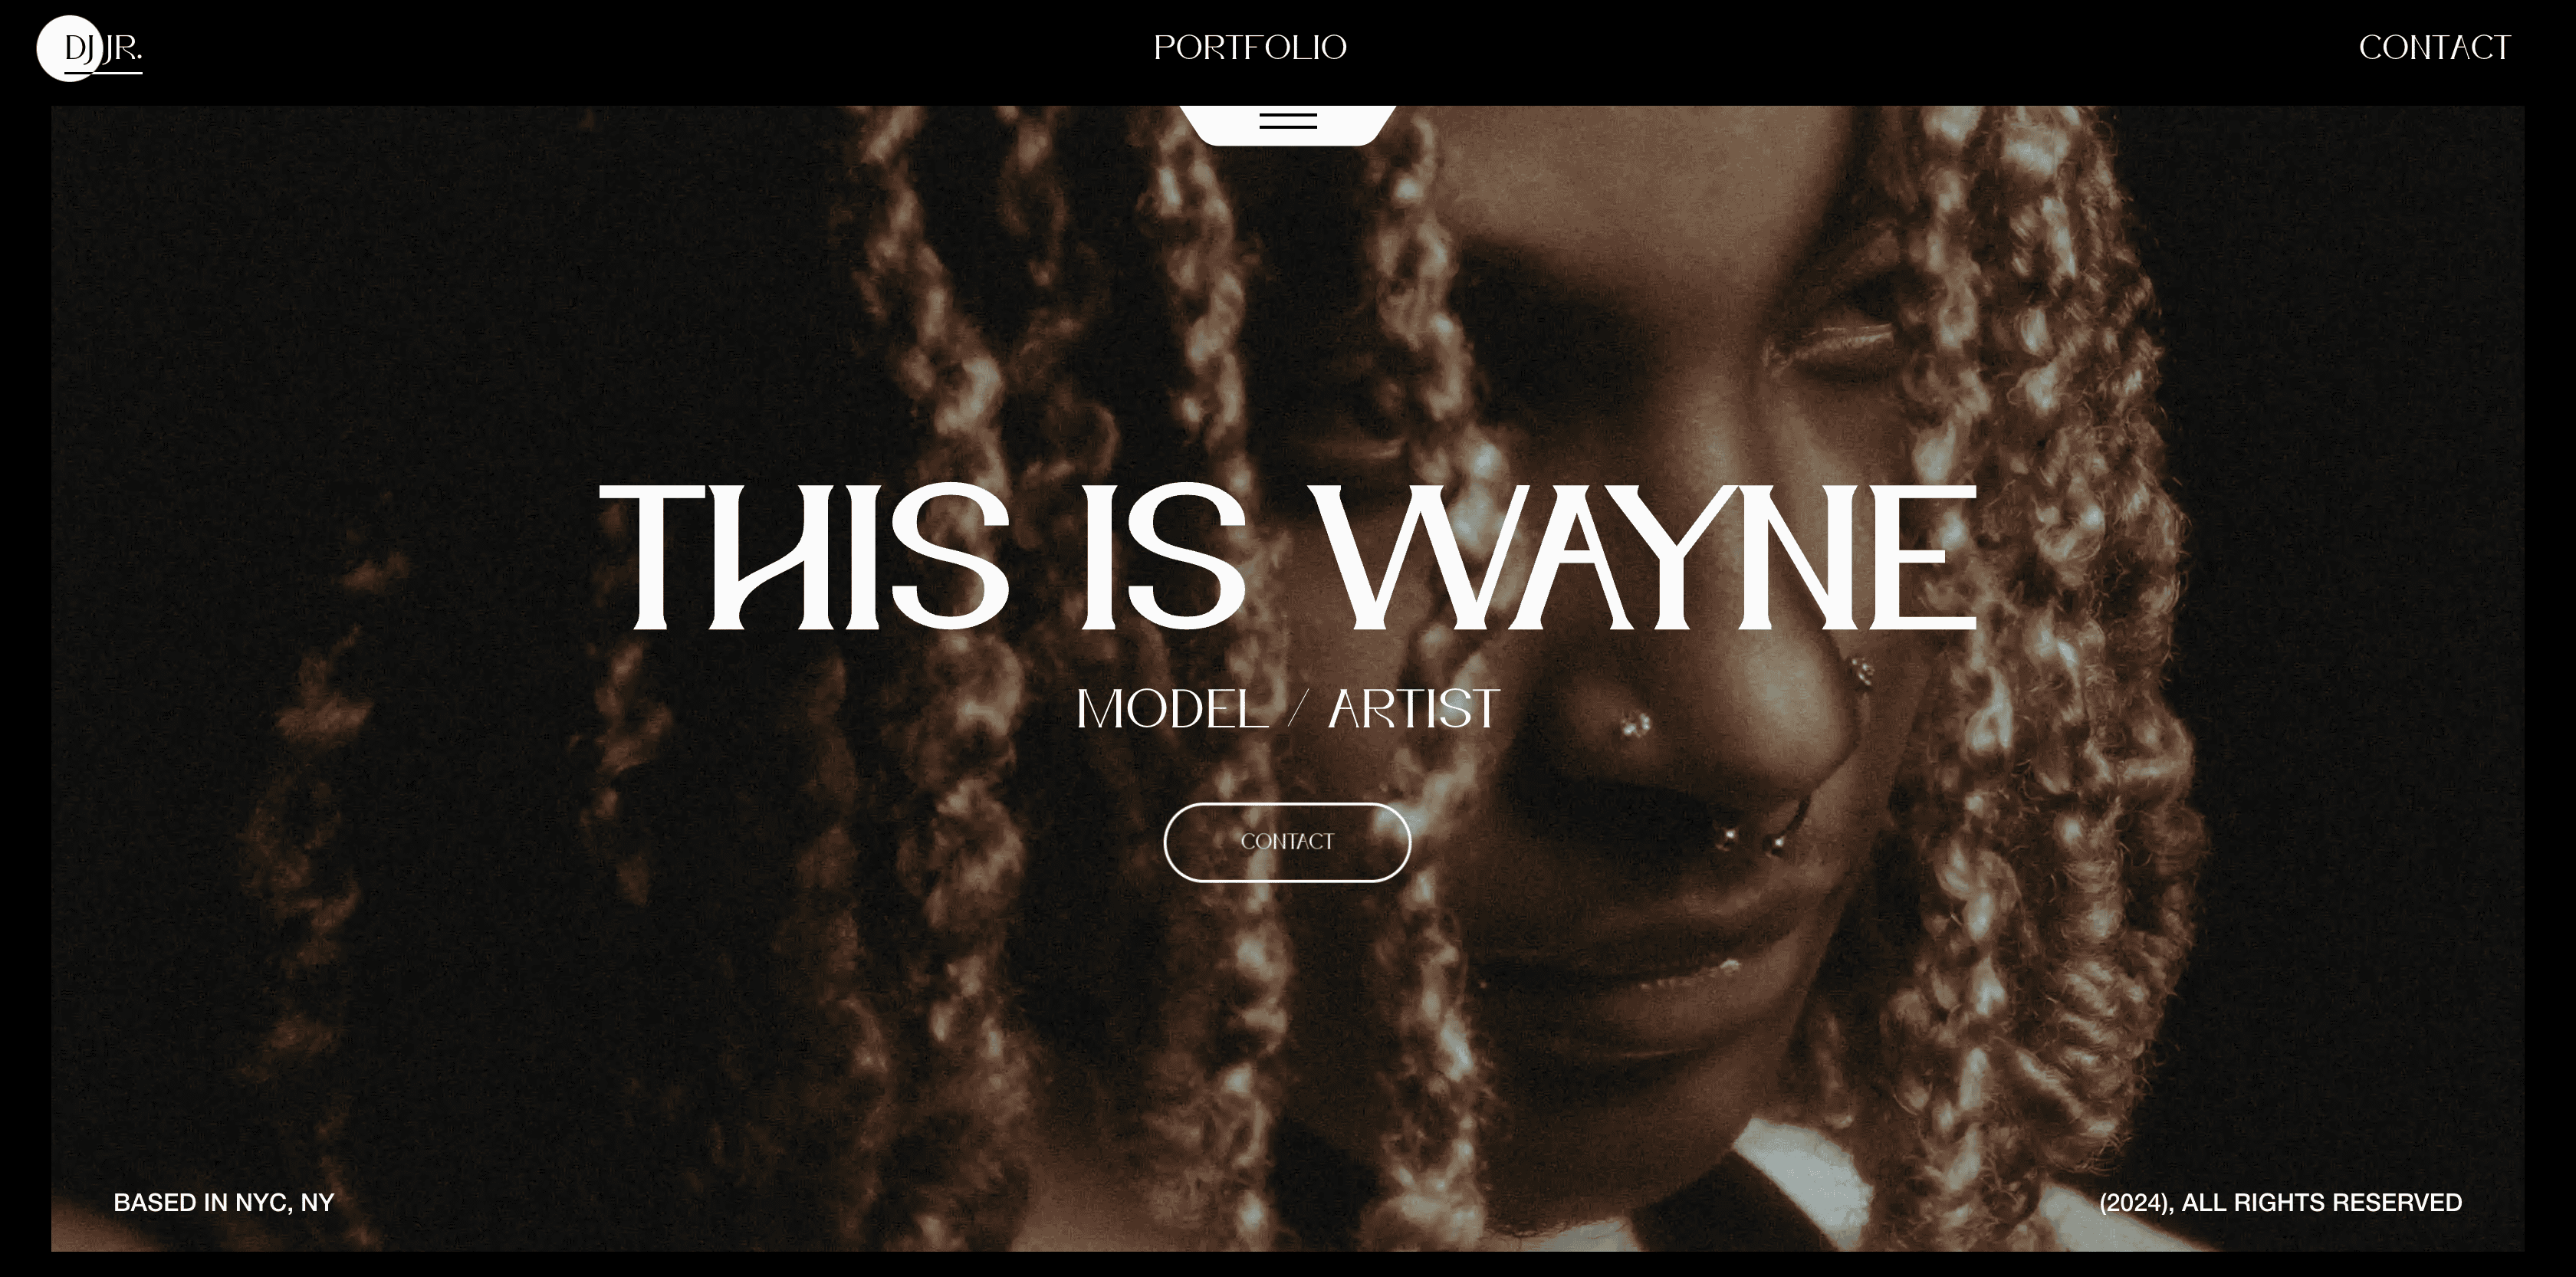 DJ JR.
PORTFOLIO
CONTACT
THIS IS WAYNE
MODEL / ARTIST
CONTACT
BASED IN NYC, NY
(2024), ALL RIGHTS RESERVED